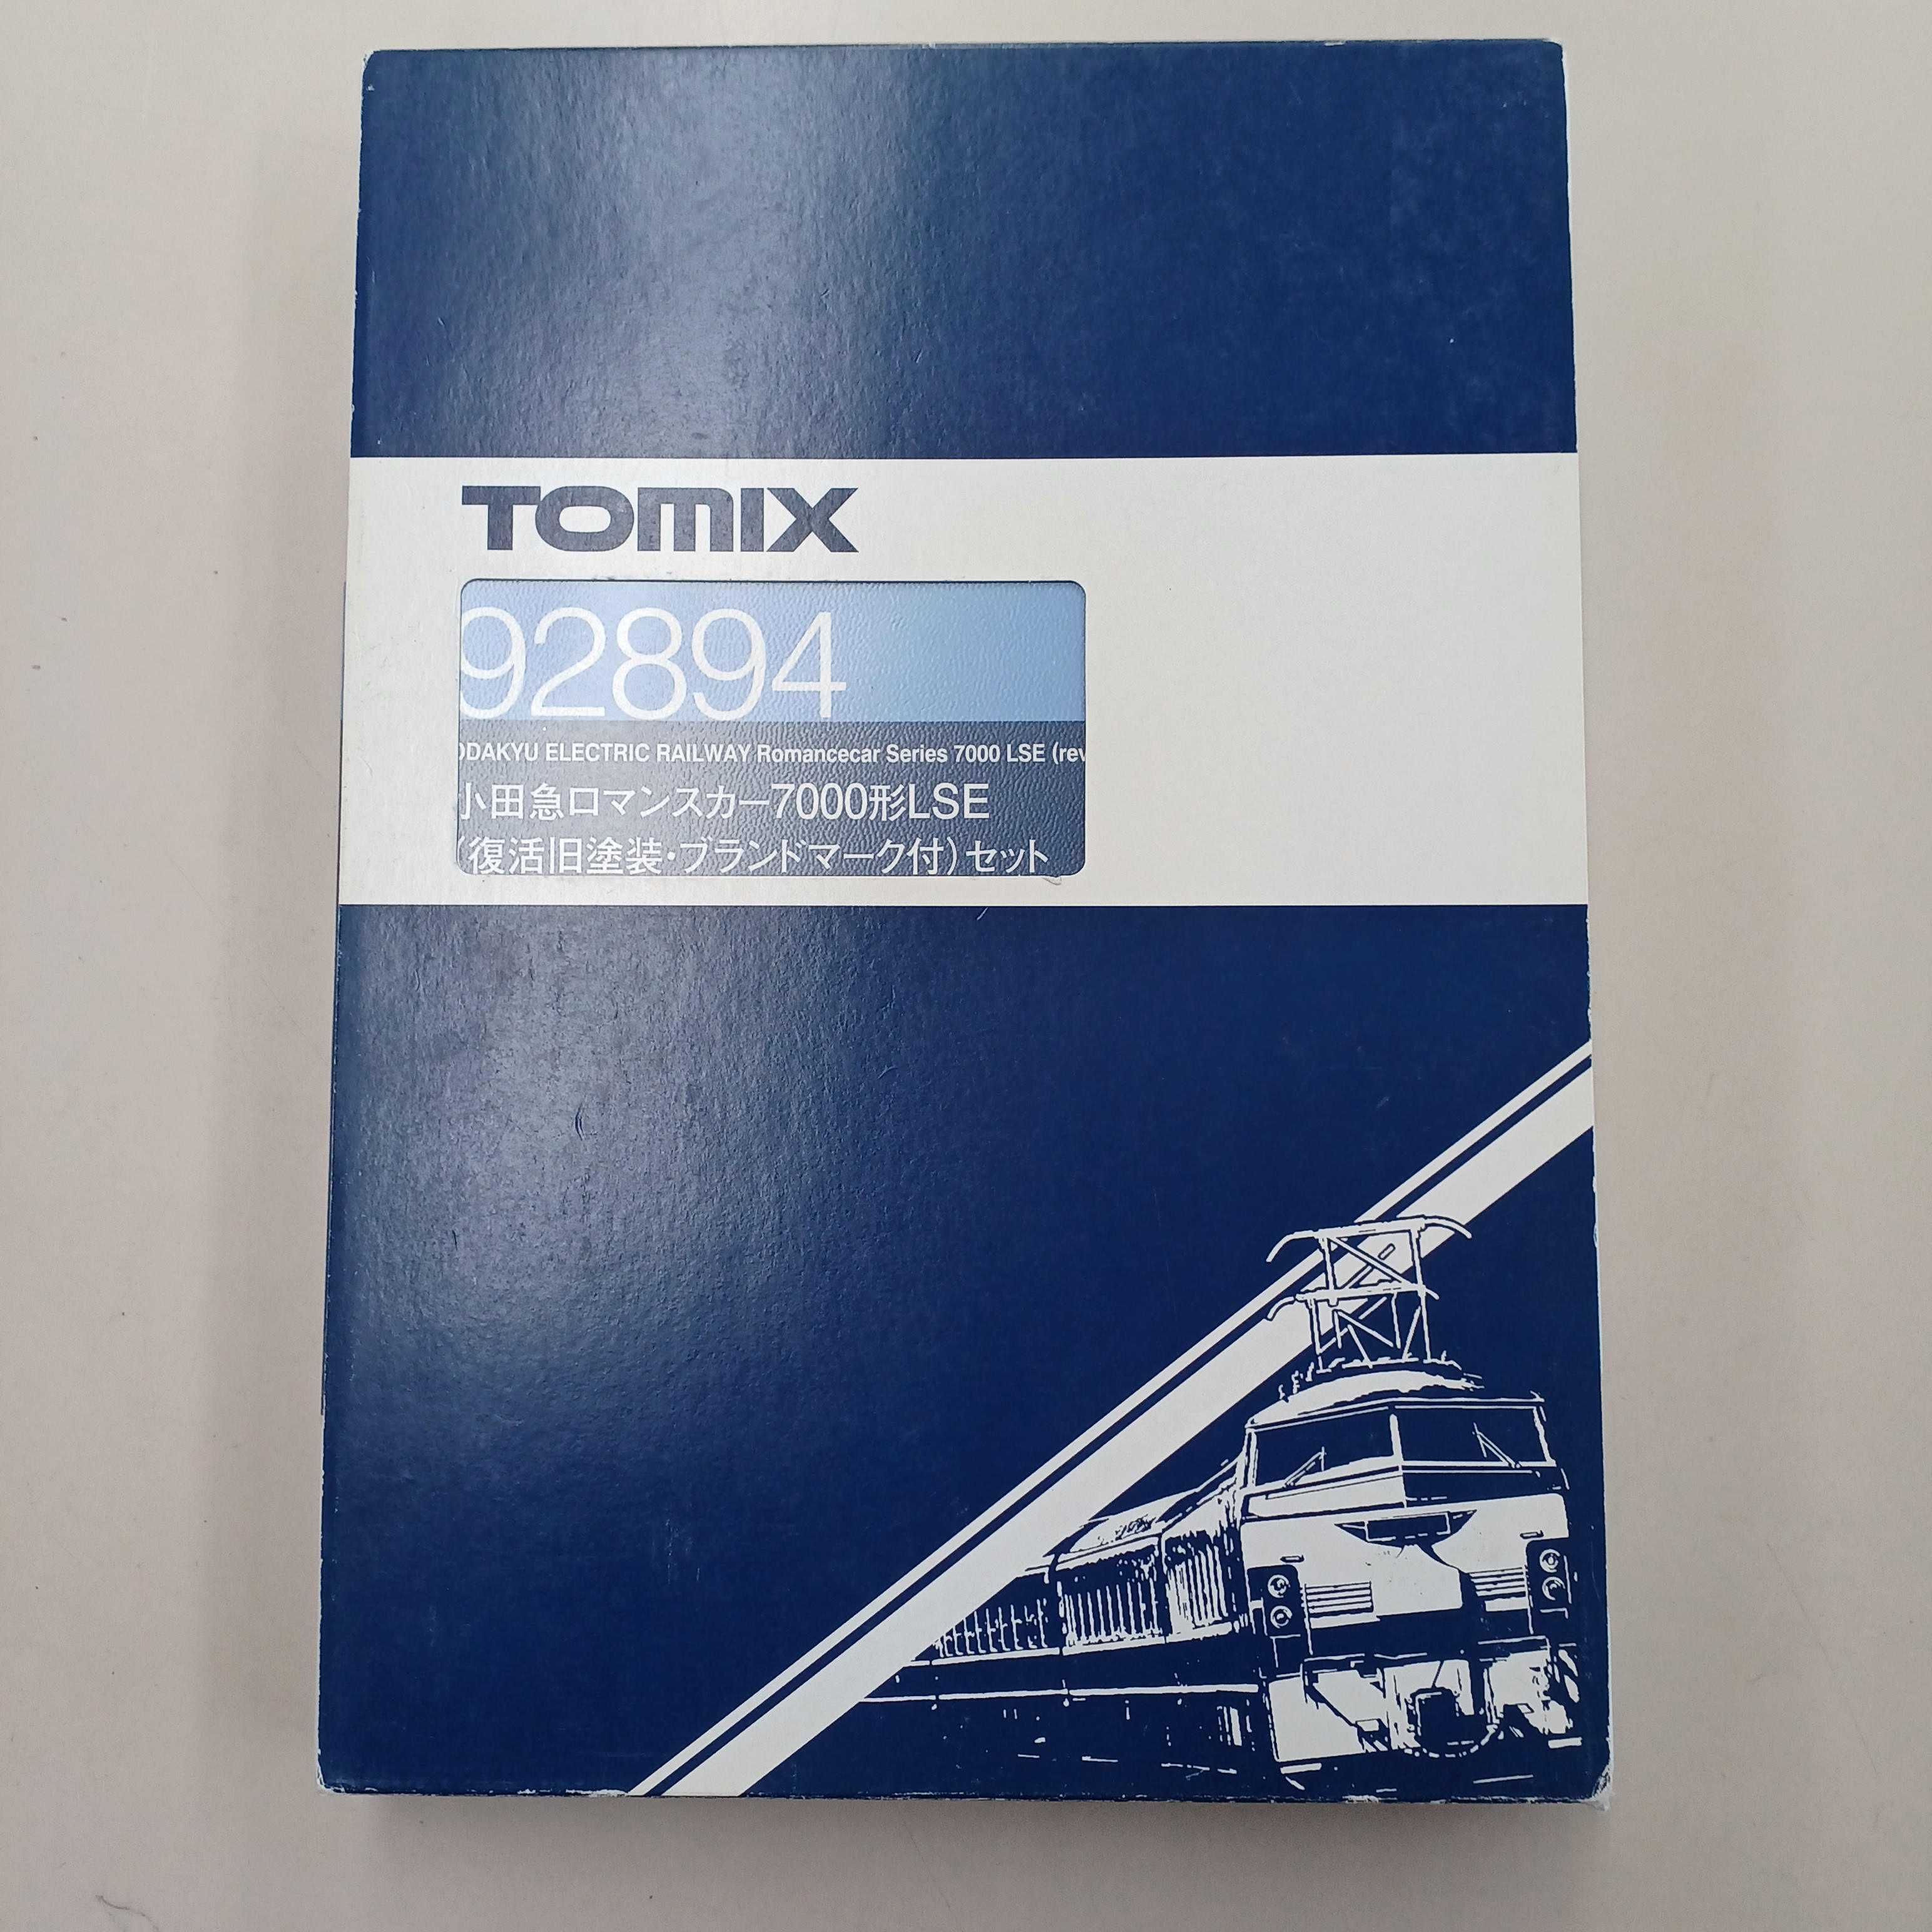 TOMIX
92894
ODAKYU ELECTRIC RAILWAY Romancecar Series 7000 LSE (rev
小田急ロマンスカー7000形LSE
(復活旧塗装・ブランドマーク付)セット